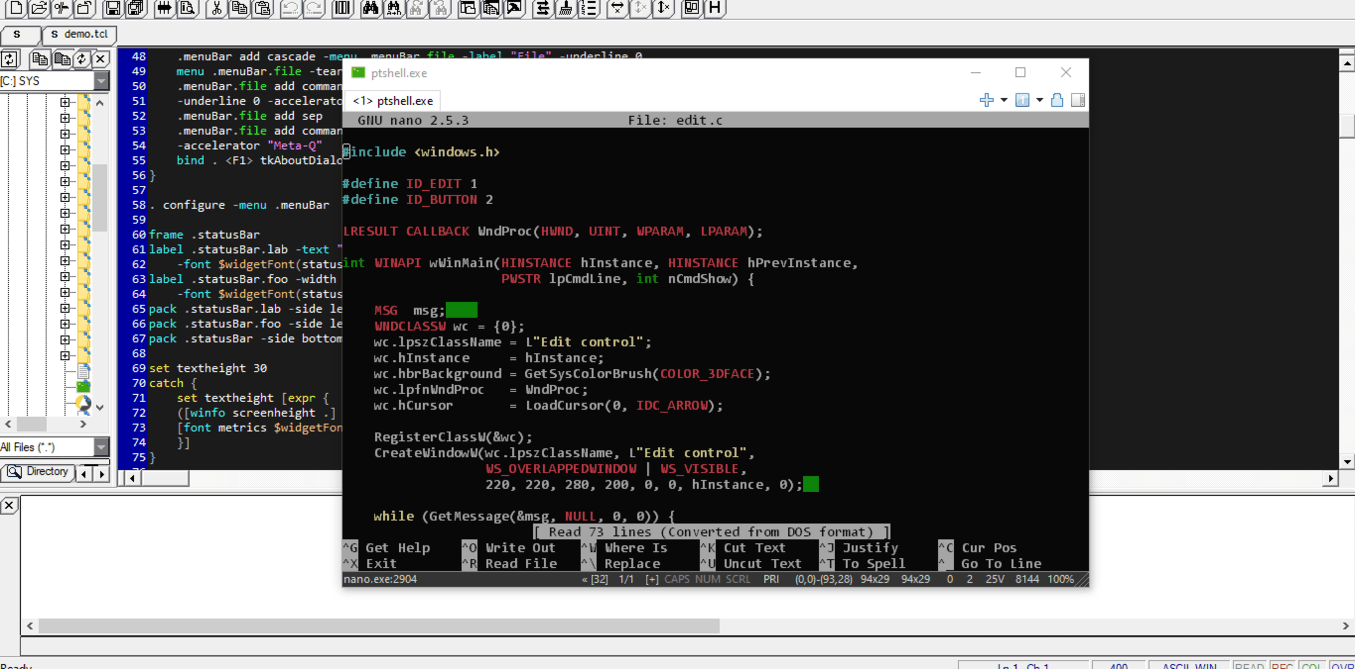 S
S demo.tcl
[C:] SYS
All Files (*.*)
Directory
48 .menuBar add cascade -menu .menuBar.file -label "File" -underline 0
49 menu .menuBar.file -tear
50 .menuBar.file add comman
51 -underline 0 -accelerato
52 .menuBar.file add sep
53 .menuBar.file add comman
54 -accelerator "Meta-Q"
55 bind . <F1> tkAboutDialo
56 }
57
58 . configure -menu .menuBar
59
60 frame .statusBar
61 label .statusBar.lab -text "
62 -font $widgetFont(status
63 label .statusBar.foo -width
64 -font $widgetFont(status
65 pack .statusBar.lab -side le
66 pack .statusBar.foo -side le
67 pack .statusBar -side bottom
68
69 set textheight 30
70 catch {
71 set textheight [expr {
72 ([winfo screenheight .]
73 [font metrics $widgetFon
74 }]
75 }
ptshell.exe
<1> ptshell.exe
GNU nano 2.5.3 File: edit.c
#include <windows.h>
#define ID_EDIT 1
#define ID_BUTTON 2
LRESULT CALLBACK WndProc(HWND, UINT, WPARAM, LPARAM);
int WINAPI wWinMain(HINSTANCE hInstance, HINSTANCE hPrevInstance,
PWSTR lpCmdLine, int nCmdShow) {
MSG msg;
WNDCLASSW wc = {0};
wc.lpszClassName = L"Edit control";
wc.hInstance = hInstance;
wc.hbrBackground = GetSysColorBrush(COLOR_3DFACE);
wc.lpfnWndProc = WndProc;
wc.hCursor = LoadCursor(0, IDC_ARROW);
RegisterClassW(&wc);
CreateWindowW(wc.lpszClassName, L"Edit control",
WS_OVERLAPPEDWINDOW | WS_VISIBLE,
220, 220, 280, 200, 0, 0, hInstance, 0);
while (GetMessage(&msg, NULL, 0, 0)) {
[ Read 73 lines (Converted from DOS format) ]
^G Get Help ^O Write Out ^W Where Is ^K Cut Text ^J Justify ^C Cur Pos
^X Exit ^R Read File ^\ Replace ^U Uncut Text ^T To Spell ^_ Go To Line
nano.exe:2904 « [32] 1/1 [+] CAPS NUM SCRL PRI (0,0)-(93,28) 94x29 94x29 0 2 25V 8144 100%
Ready Ln 1, Ch 1 400 ASCII, WIN READ REC COL OVR